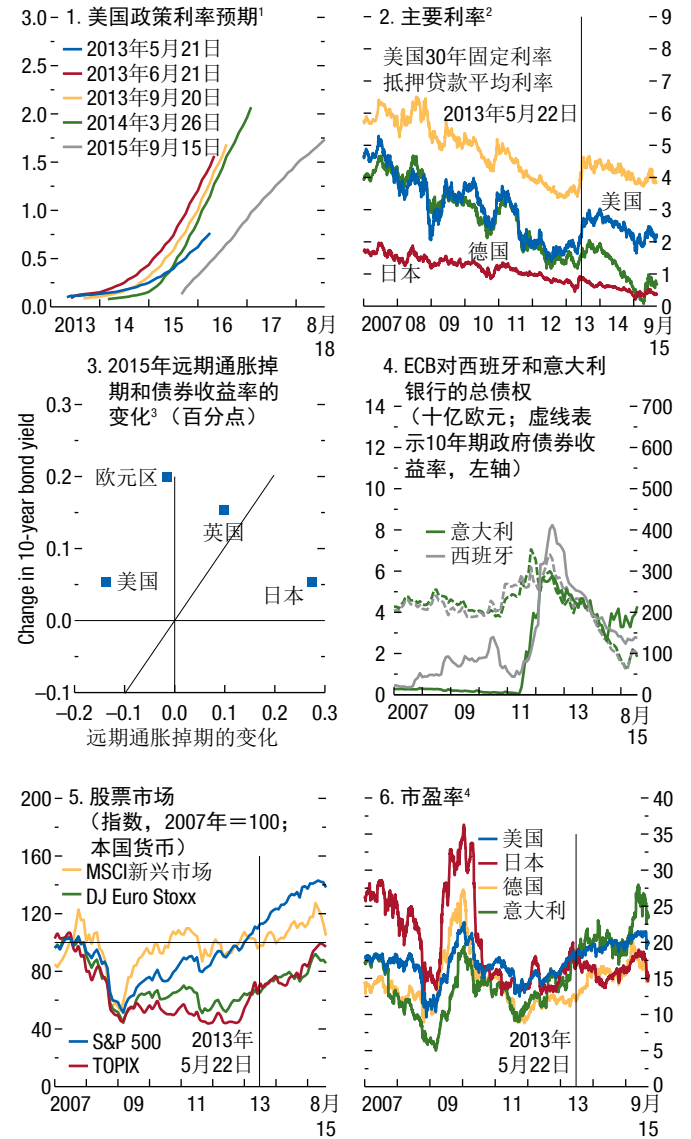 1. 美国政策利率预期¹
3.0
2.5
2.0
1.5
1.0
0.5
0.0
2013年5月21日
2013年6月21日
2013年9月20日
2014年3月26日
2015年9月15日
2013 14 15 16 17 8月
18
2. 主要利率²
美国30年固定利率
抵押贷款平均利率
2013年5月22日
美国
德国
日本
9
8
7
6
5
4
3
2
1
0
2007 08 09 10 11 12 13 14 9月
15
3. 2015年远期通胀掉
期和债券收益率的
变化³（百分点）
Change in 10-year bond yield
0.3
0.2
0.1
0.0
–0.1
欧元区
英国
美国
日本
–0.2 –0.1 0.0 0.1 0.2 0.3
远期通胀掉期的变化
4. ECB对西班牙和意大利
银行的总债权
（十亿欧元；虚线表
示10年期政府债券收
益率，左轴）
14
12
10
8
6
4
2
0
意大利
西班牙
700
600
500
400
300
200
100
0
2007 09 11 13 8月
15
5. 股票市场
（指数，2007年＝100；
本国货币）
200
160
120
80
40
0
MSCI新兴市场
DJ Euro Stoxx
S&P 500
TOPIX
2013年
5月22日
2007 09 11 13 8月
15
6. 市盈率⁴
美国
日本
德国
意大利
2013年
5月22日
40
35
30
25
20
15
10
5
0
2007 09 11 13 9月
15